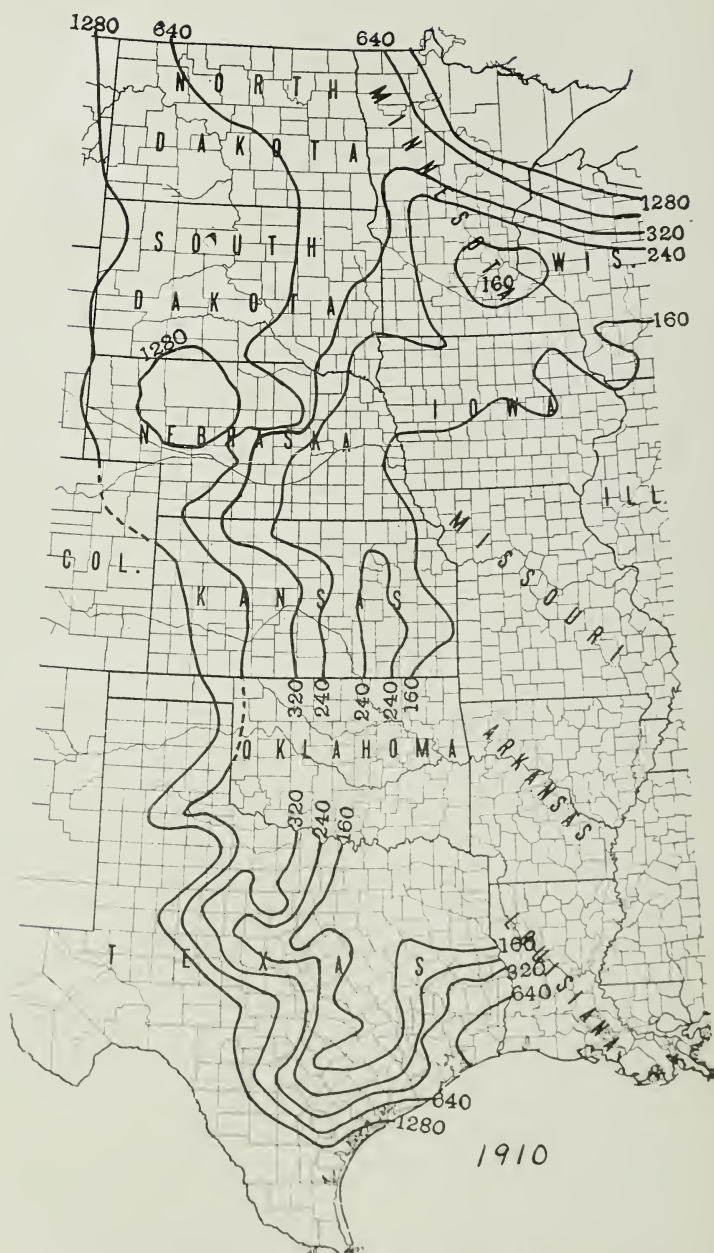 1280 640 640
NORTH
DAKOTA
MINNESOTA
1280
320
240
SOUTH
DAKOTA
160
WIS.
160
1280
IOWA
NEBRASKA
ILL.
MISSOURI
COL.
KANSAS
320 240 240 240 160
OKLAHOMA
ARKANSAS
320 240 160
TEXAS
LOUISIANA
160
320
640
640
1280
1910